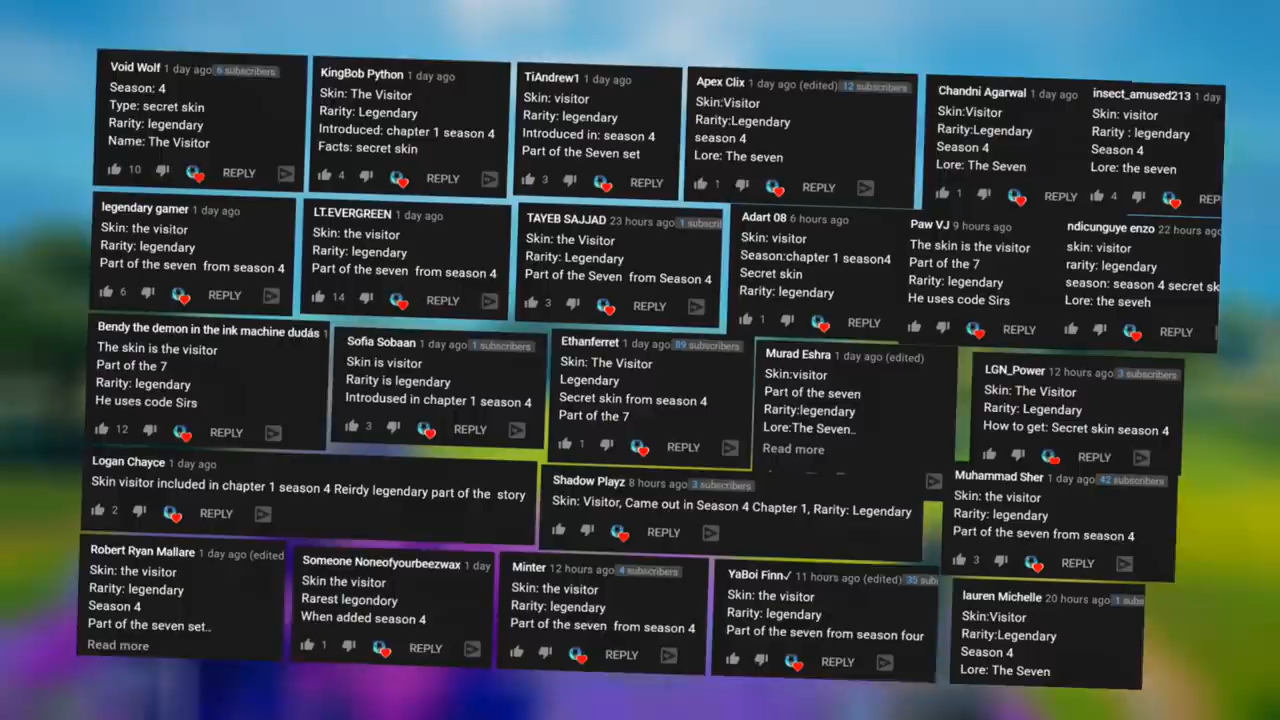 Void Wolf 1 day ago 6 subscribers
Season: 4
Type: secret skin
Rarity: legendary
Name: The Visitor
10 REPLY
KingBob Python 1 day ago
Skin: The Visitor
Rarity: Legendary
Introduced: chapter 1 season 4
Facts: secret skin
4 REPLY
TiAndrew1 1 day ago
Skin: visitor
Rarity: legendary
Introduced in: season 4
Part of the Seven set
3 REPLY
Apex Clix 1 day ago (edited) 12 subscribers
Skin:Visitor
Rarity:Legendary
season 4
Lore: The seven
1 REPLY
Chandni Agarwal 1 day ago
Skin:Visitor
Rarity:Legendary
Season 4
Lore: The Seven
1 REPLY
insect_amused213 1 day
Skin: visitor
Rarity : legendary
Season 4
Lore: the seven
4 REP
legendary gamer 1 day ago
Skin: the visitor
Rarity: legendary
Part of the seven from season 4
6 REPLY
LT.EVERGREEN 1 day ago
Skin: the visitor
Rarity: legendary
Part of the seven from season 4
14 REPLY
TAYEB SAJJAD 23 hours ago 1 subscri
Skin: the Visitor
Rarity: Legendary
Part of the Seven from Season 4
3 REPLY
Adart 08 6 hours ago
Skin: visitor
Season:chapter 1 season4
Secret skin
Rarity: legendary
1 REPLY
Paw VJ 9 hours ago
The skin is the visitor
Part of the 7
Rarity: legendary
He uses code Sirs
REPLY
ndicunguye enzo 22 hours ago
skin: visitor
rarity: legendary
season: season 4 secret sk
Lore: the seveh
REPLY
Bendy the demon in the ink machine dudás 1
The skin is the visitor
Part of the 7
Rarity: legendary
He uses code Sirs
12 REPLY
Sofia Sobaan 1 day ago 1 subscribers
Skin is visitor
Rarity is legendary
Introdused in chapter 1 season 4
3 REPLY
Ethanferret 1 day ago 89 subscribers
Skin: The Visitor
Legendary
Secret skin from season 4
Part of the 7
1 REPLY
Murad Eshra 1 day ago (edited)
Skin:visitor
Part of the seven
Rarity:legendary
Lore:The Seven..
Read more
LGN_Power 12 hours ago 3 subscribers
Skin: The Visitor
Rarity: Legendary
How to get: Secret skin season 4
REPLY
Logan Chayce 1 day ago
Skin visitor included in chapter 1 season 4 Reirdy legendary part of the story
2 REPLY
Shadow Playz 8 hours ago 3 subscribers
Skin: Visitor, Came out in Season 4 Chapter 1, Rarity: Legendary
REPLY
Muhammad Sher 1 day ago 42 subscribers
Skin: the visitor
Rarity: legendary
Part of the seven from season 4
3 REPLY
Robert Ryan Mallare 1 day ago (edited
Skin: the visitor
Rarity: legendary
Season 4
Part of the seven set..
Read more
Someone Noneofyourbeezwax 1 day
Skin the visitor
Rarest legondory
When added season 4
1 REPLY
Minter 12 hours ago 4 subscribers
Skin: the visitor
Rarity: legendary
Part of the seven from season 4
REPLY
YaBoi Finn✓ 11 hours ago (edited) 35 sub
Skin: the visitor
Rarity: legendary
Part of the seven from season four
REPLY
lauren Michelle 20 hours ago 1 subs
Skin:Visitor
Rarity:Legendary
Season 4
Lore: The Seven